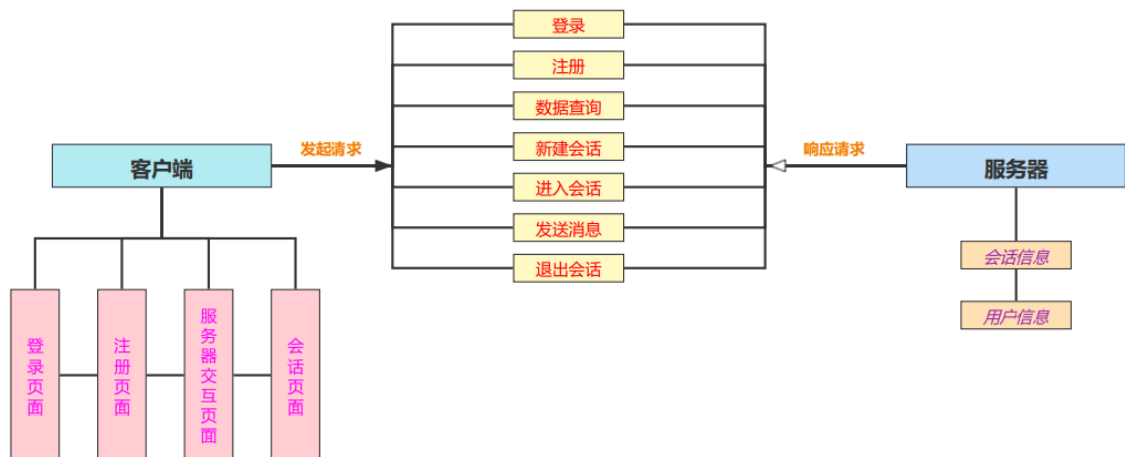 登录
注册
数据查询
新建会话
进入会话
发送消息
退出会话
客户端
发起请求
响应请求
服务器
会话信息
用户信息
登录页面
注册页面
服务器交互页面
会话页面